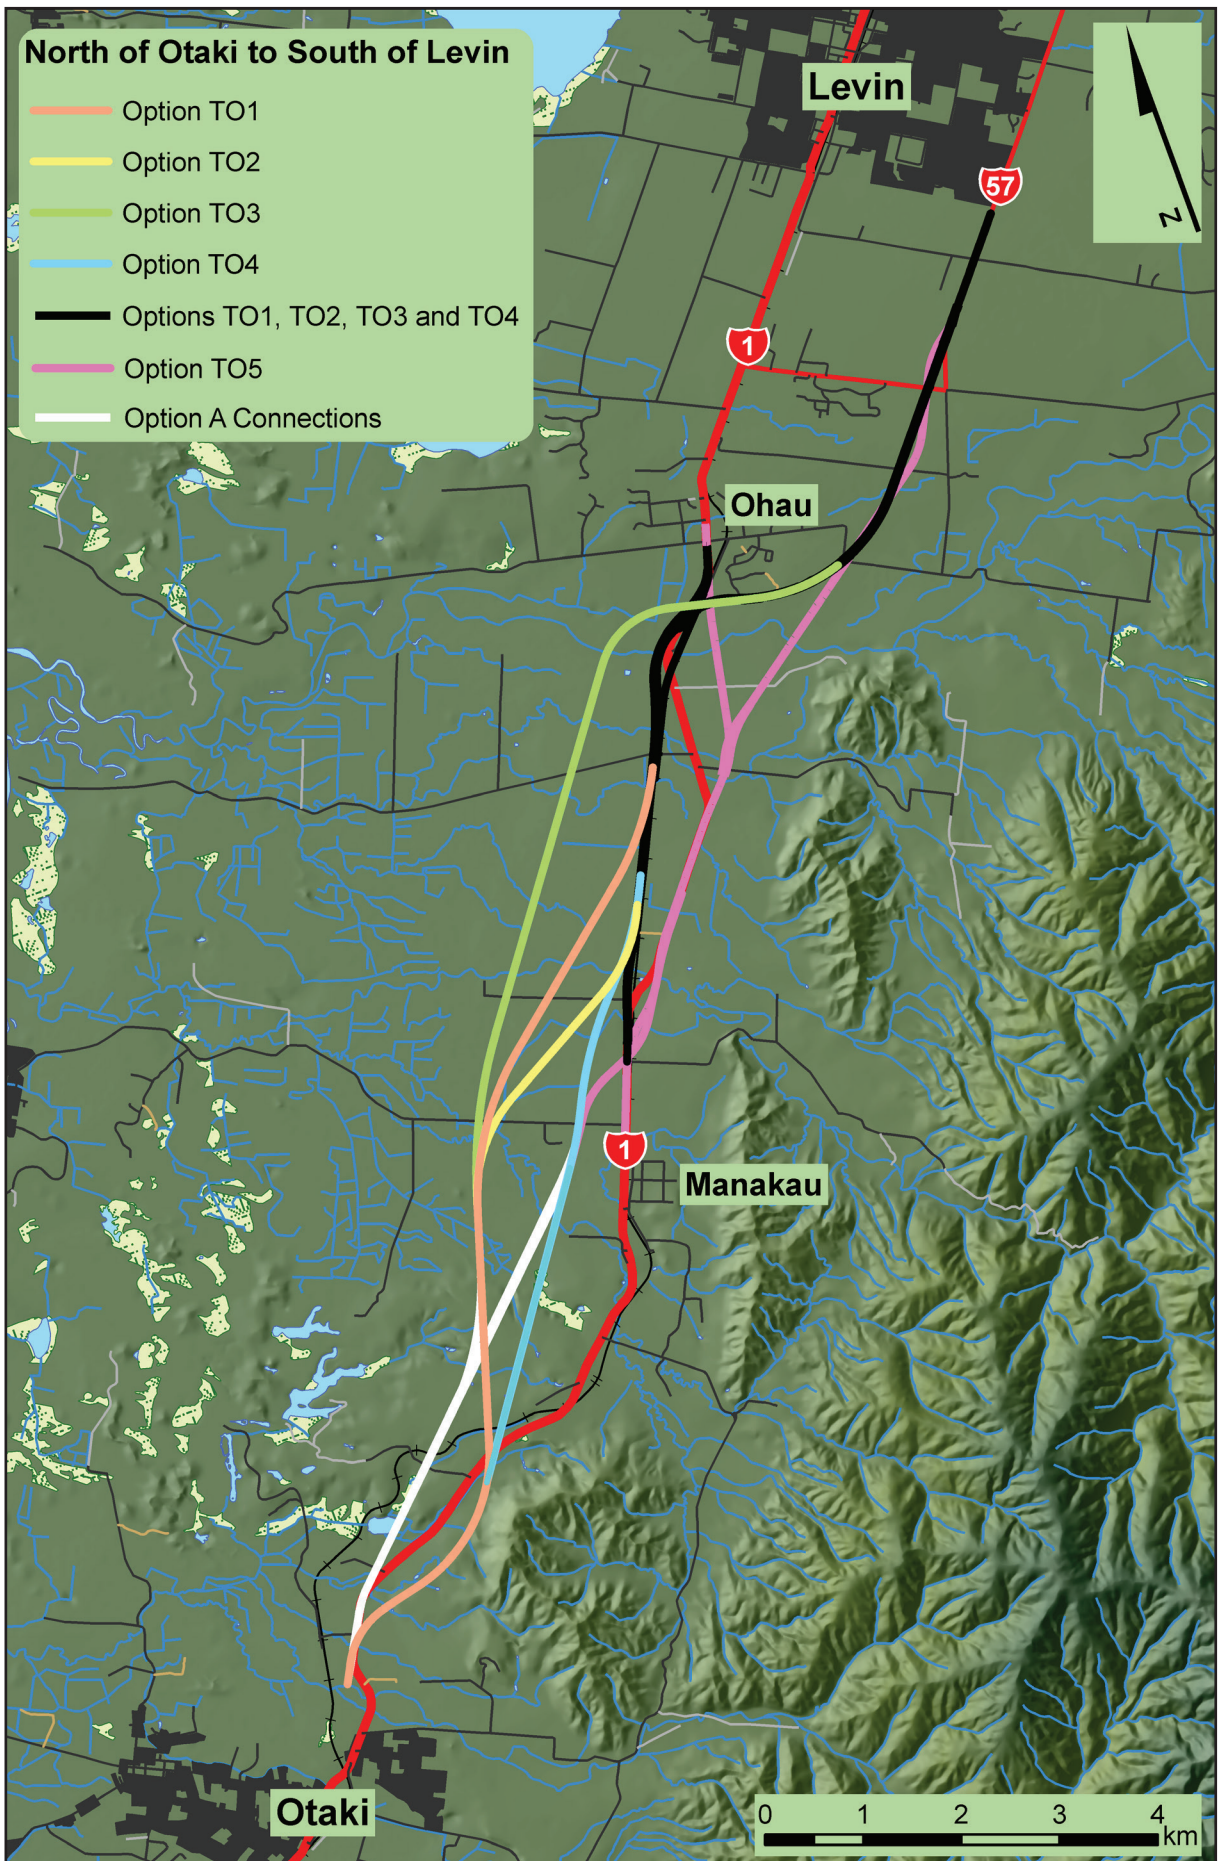 North of Otaki to South of Levin
Option TO1
Option TO2
Option TO3
Option TO4
Options TO1, TO2, TO3 and TO4
Option TO5
Option A Connections
Levin
57
N
1
Ohau
1
Manakau
Otaki
0 1 2 3 4
km